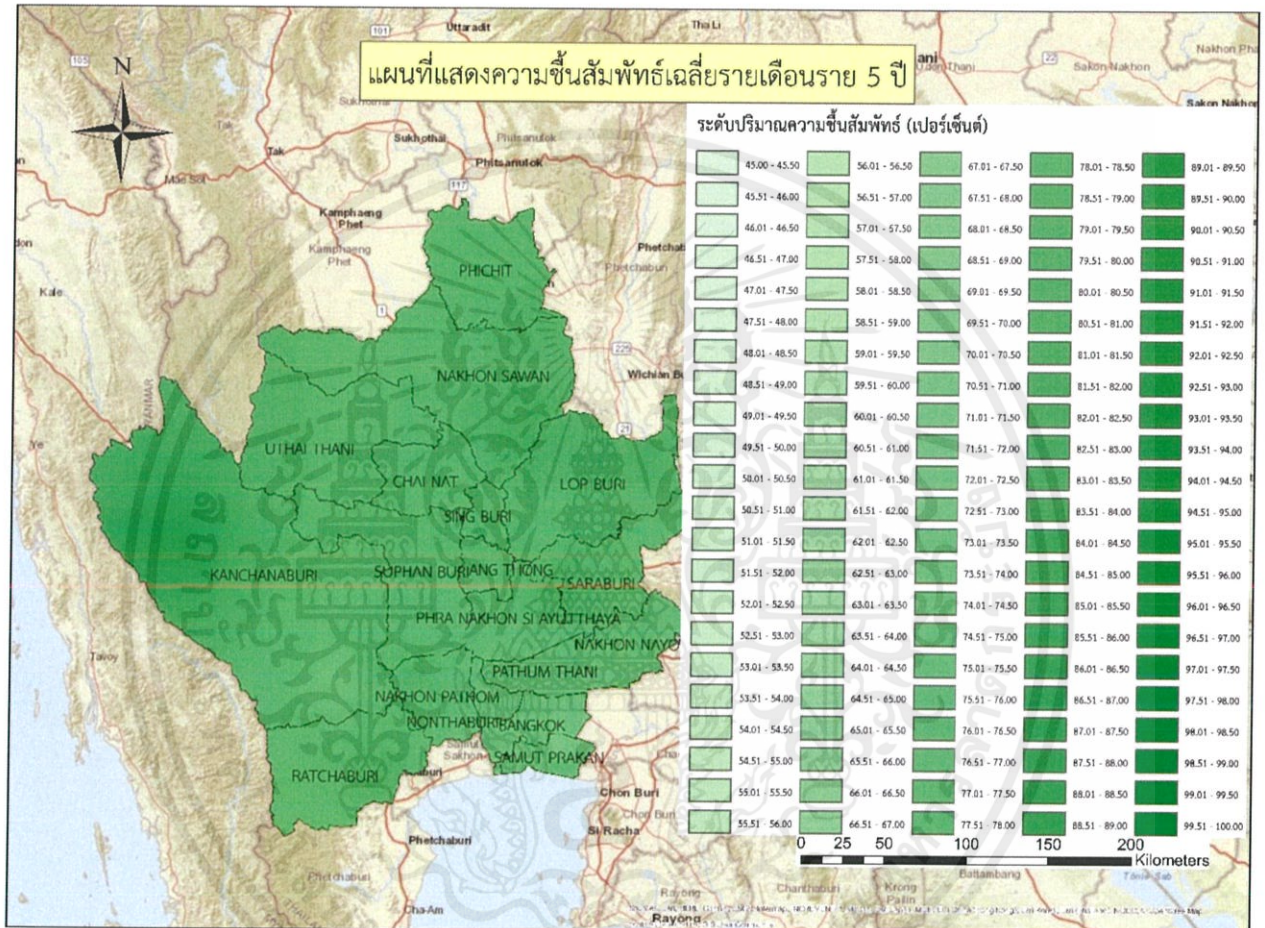 แผนที่แสดงความชื้นสัมพัทธ์เฉลี่ยรายเดือนราย 5 ปี
ระดับปริมาณความชื้นสัมพัทธ์ (เปอร์เซ็นต์)
45.00 - 45.50 56.01 - 56.50 67.01 - 67.50 78.01 - 78.50 89.01 - 89.50
45.51 - 46.00 56.51 - 57.00 67.51 - 68.00 78.51 - 79.00 89.51 - 90.00
46.01 - 46.50 57.01 - 57.50 68.01 - 68.50 79.01 - 79.50 90.01 - 90.50
46.51 - 47.00 57.51 - 58.00 68.51 - 69.00 79.51 - 80.00 90.51 - 91.00
47.01 - 47.50 58.01 - 58.50 69.01 - 69.50 80.01 - 80.50 91.01 - 91.50
47.51 - 48.00 58.51 - 59.00 69.51 - 70.00 80.51 - 81.00 91.51 - 92.00
48.01 - 48.50 59.01 - 59.50 70.01 - 70.50 81.01 - 81.50 92.01 - 92.50
48.51 - 49.00 59.51 - 60.00 70.51 - 71.00 81.51 - 82.00 92.51 - 93.00
49.01 - 49.50 60.01 - 60.50 71.01 - 71.50 82.01 - 82.50 93.01 - 93.50
49.51 - 50.00 60.51 - 61.00 71.51 - 72.00 82.51 - 83.00 93.51 - 94.00
50.01 - 50.50 61.01 - 61.50 72.01 - 72.50 83.01 - 83.50 94.01 - 94.50
50.51 - 51.00 61.51 - 62.00 72.51 - 73.00 83.51 - 84.00 94.51 - 95.00
51.01 - 51.50 62.01 - 62.50 73.01 - 73.50 84.01 - 84.50 95.01 - 95.50
51.51 - 52.00 62.51 - 63.00 73.51 - 74.00 84.51 - 85.00 95.51 - 96.00
52.01 - 52.50 63.01 - 63.50 74.01 - 74.50 85.01 - 85.50 96.01 - 96.50
52.51 - 53.00 63.51 - 64.00 74.51 - 75.00 85.51 - 86.00 96.51 - 97.00
53.01 - 53.50 64.01 - 64.50 75.01 - 75.50 86.01 - 86.50 97.01 - 97.50
53.51 - 54.00 64.51 - 65.00 75.51 - 76.00 86.51 - 87.00 97.51 - 98.00
54.01 - 54.50 65.01 - 65.50 76.01 - 76.50 87.01 - 87.50 98.01 - 98.50
54.51 - 55.00 65.51 - 66.00 76.51 - 77.00 87.51 - 88.00 98.51 - 99.00
55.01 - 55.50 66.01 - 66.50 77.01 - 77.50 88.01 - 88.50 99.01 - 99.50
55.51 - 56.00 66.51 - 67.00 77.51 - 78.00 88.51 - 89.00 99.51 - 100.00
0 25 50 100 150 200
Kilometers
N
101
Uttaradit
Tha Li
22
Sakon Nakhon
Sukhothai
Phitsanulok
Phitsanulok
Tak
Tak
Mae Sot
117
Kamphaeng
Phet
Kamphaeng
Phet
Phetchabun
Kale
1
225
21
MYANMAR
Ye
Tavoy
PHICHIT
NAKHON SAWAN
UTHAI THANI
CHAI NAT
LOP BURI
SING BURI
KANCHANABURI
SUPHAN BURI
ANG THONG
SARABURI
PHRA NAKHON SI AYUTTHAYA
NAKHON NAYO
PATHUM THANI
NAKHON PATHOM
NONTHABURI
BANGKOK
SAMUT PRAKAN
RATCHABURI
Phetchaburi
Phetchaburi
Cha-Am
Chon Buri
Chon Buri
Si Racha
Rayong
Rayong
Chanthaburi
Krong
Pailin
Battambang
Tonle Sab